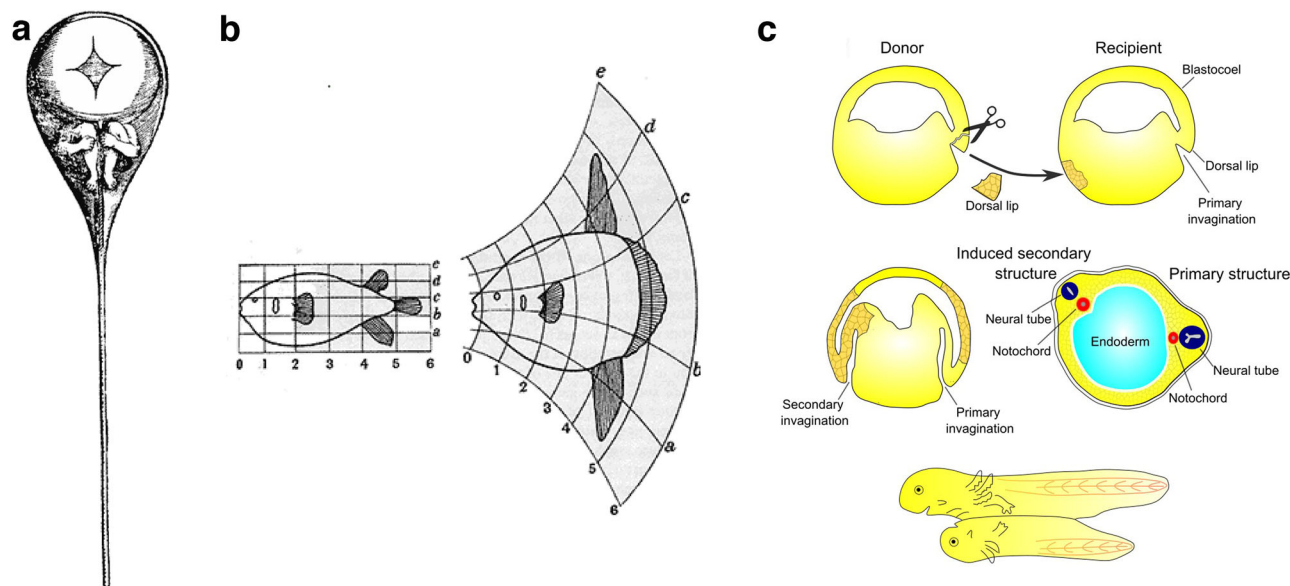 a
b
e
d
c
b
a
0 1 2 3 4 5 6
e
d
c
b
a
0
1
2
3
4
5
6
c
Donor
Recipient
Blastocoel
Dorsal lip
Dorsal lip
Primary
invagination
Induced secondary
structure
Primary structure
Neural tube
Notochord
Endoderm
Neural tube
Notochord
Secondary
invagination
Primary
invagination